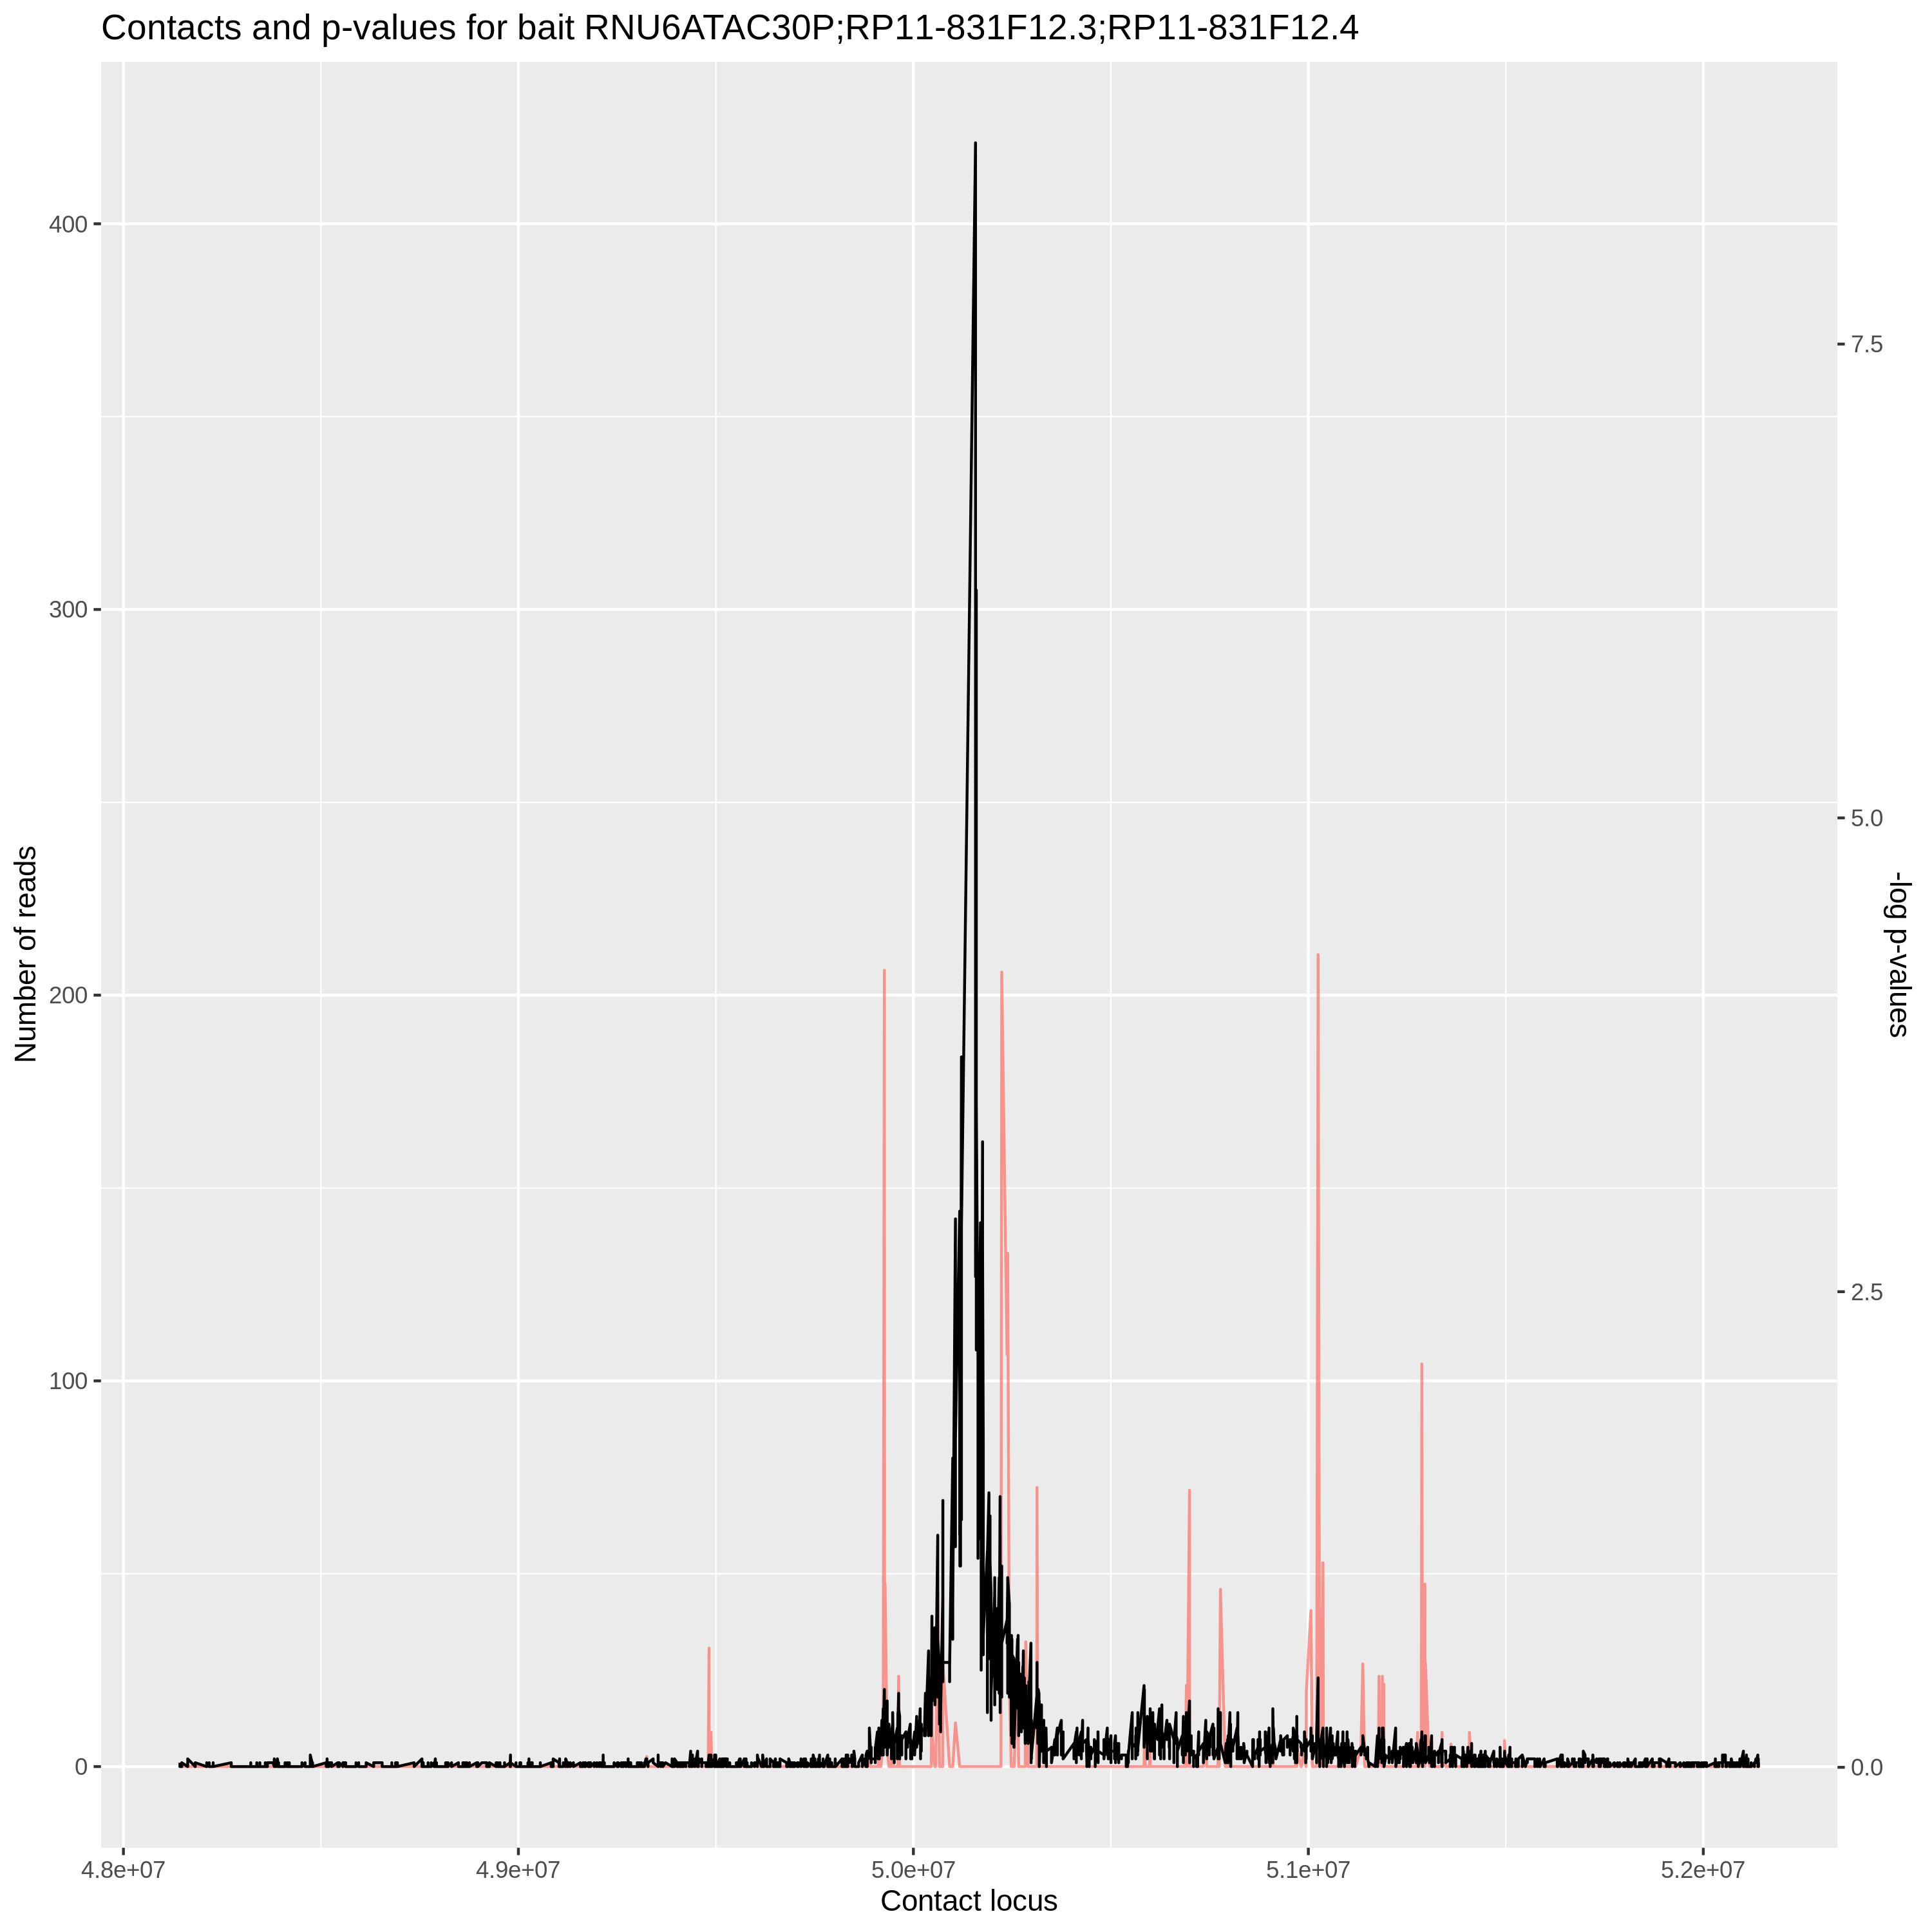 Contacts and p-values for bait RNU6ATAC30P;RP11-831F12.3;RP11-831F12.4
Number of reads
400
300
200
100
0
7.5
5.0
2.5
0.0
-log p-values
4.8e+07 4.9e+07 5.0e+07 5.1e+07 5.2e+07
Contact locus